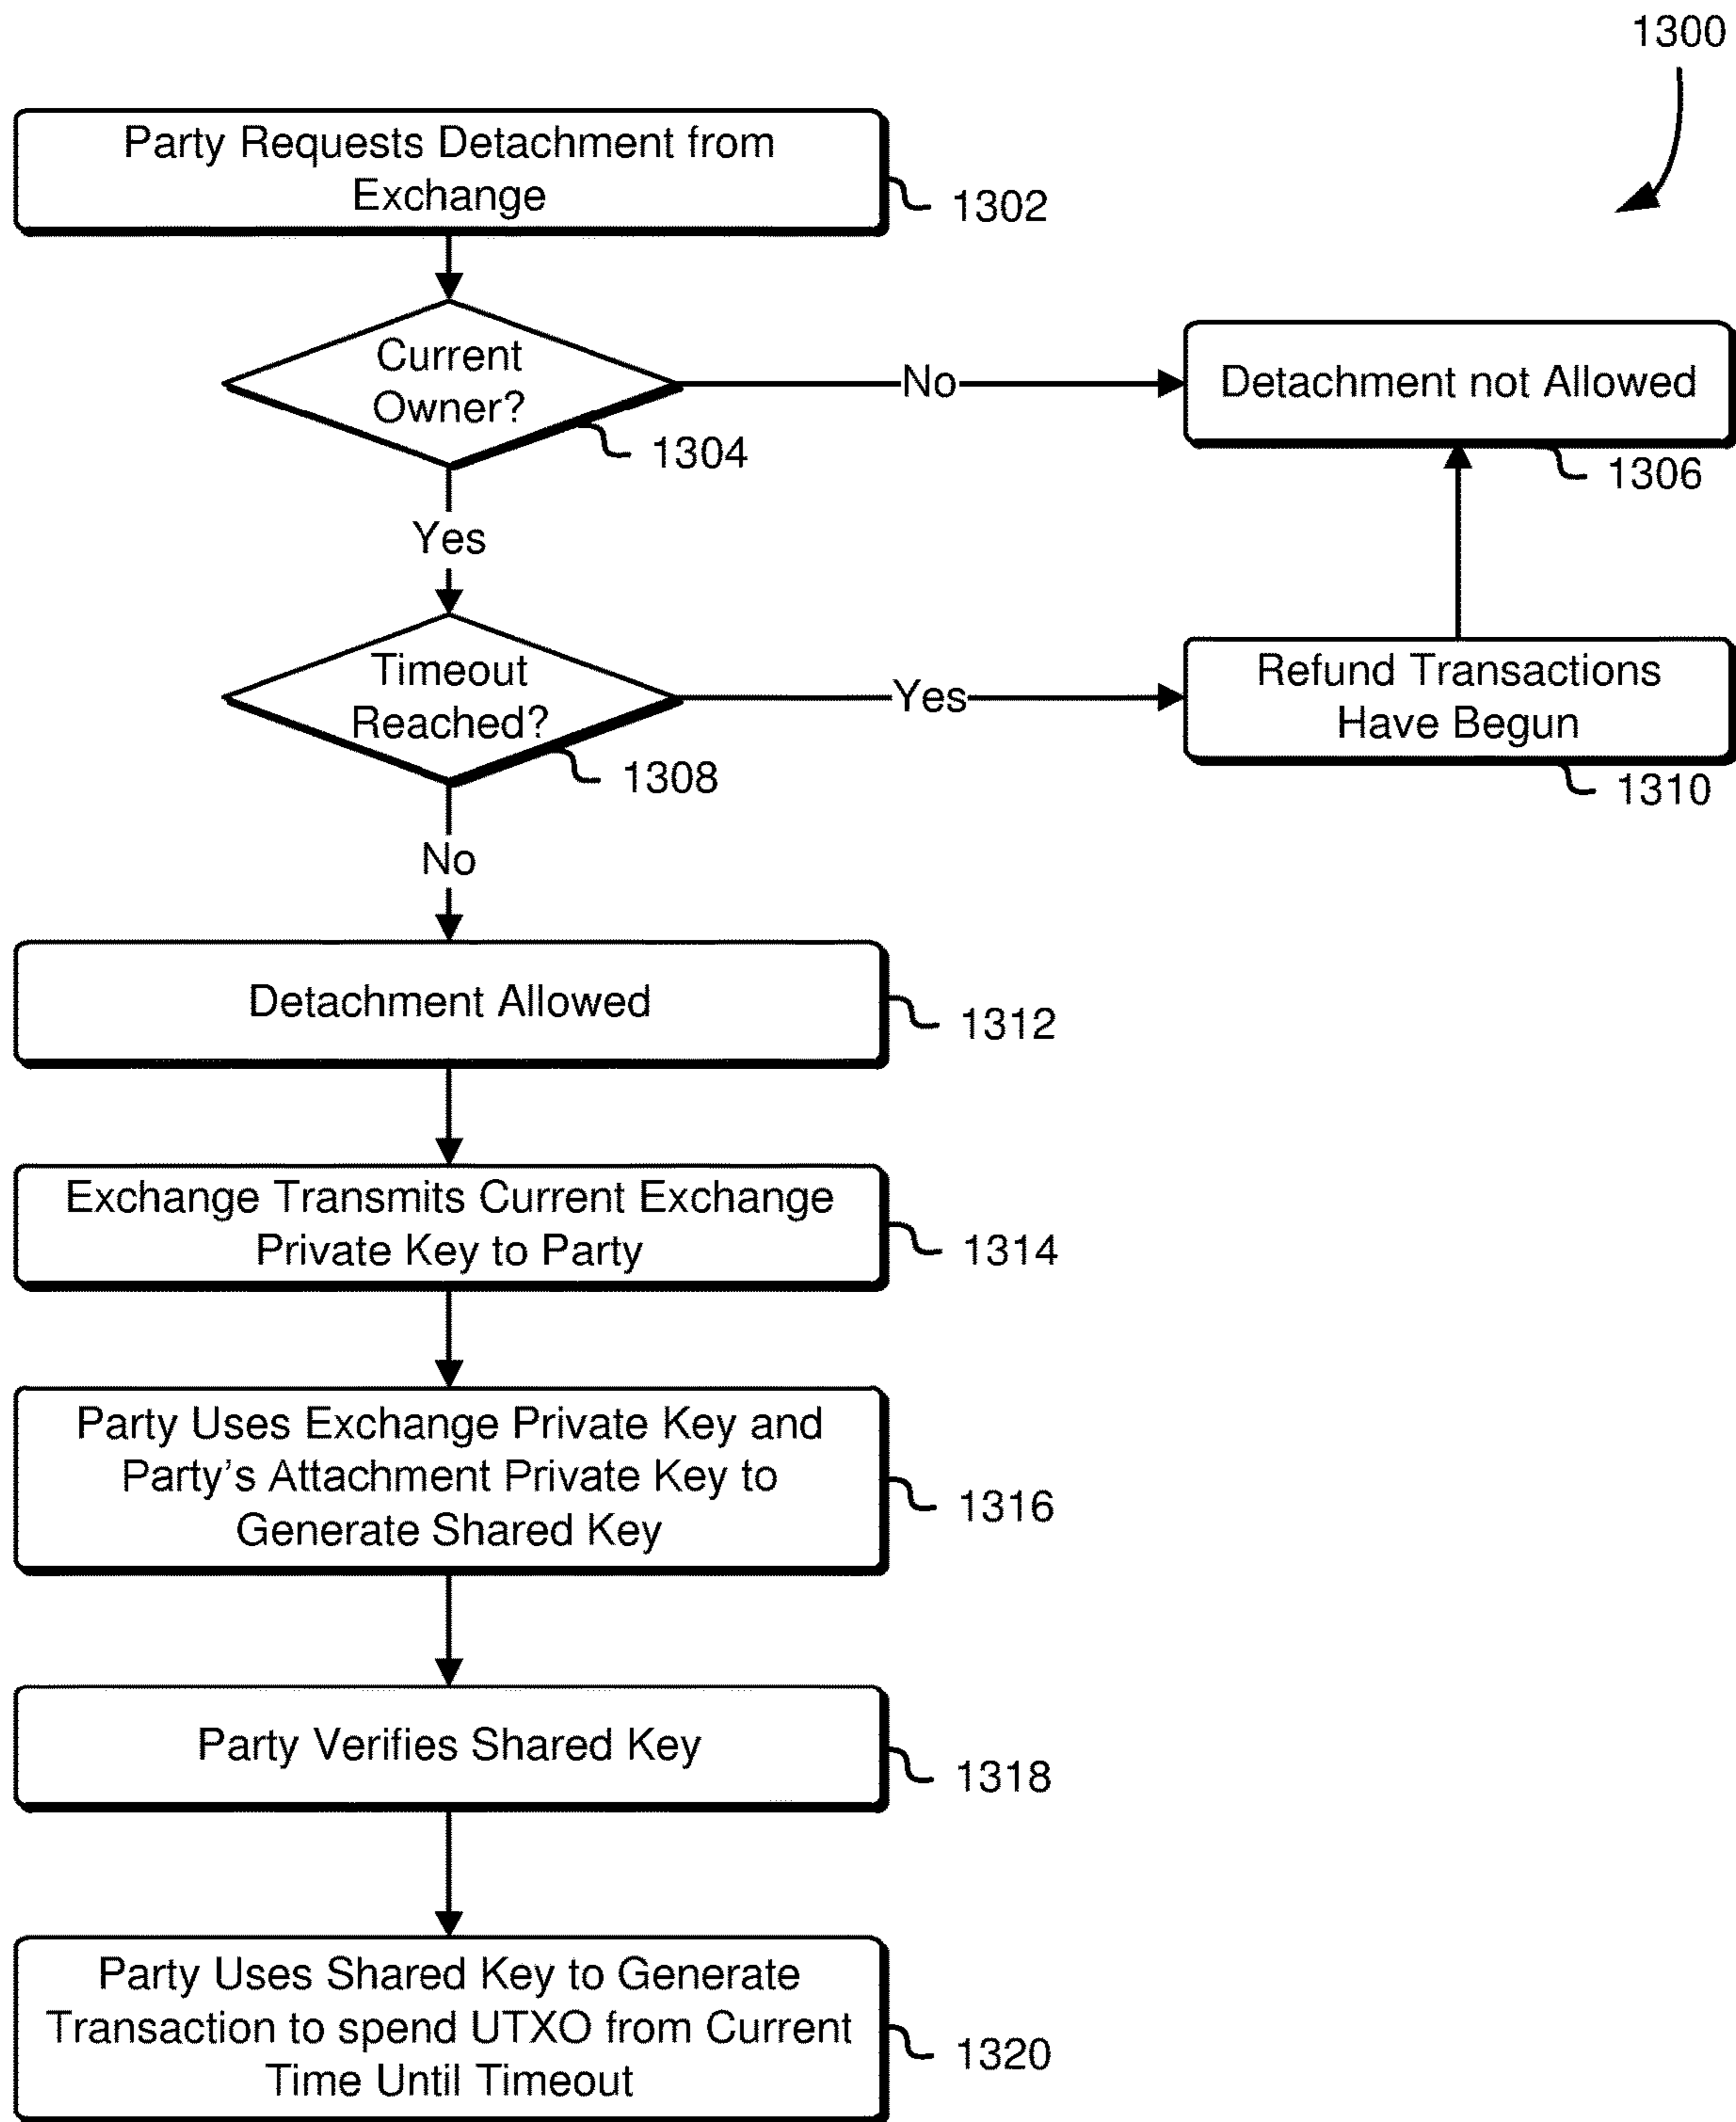 1300
Party Requests Detachment from
Exchange
1302
Current
Owner?
1304
No
Detachment not Allowed
1306
Yes
Timeout
Reached?
1308
Yes
Refund Transactions
Have Begun
1310
No
Detachment Allowed
1312
Exchange Transmits Current Exchange
Private Key to Party
1314
Party Uses Exchange Private Key and
Party's Attachment Private Key to
Generate Shared Key
1316
Party Verifies Shared Key
1318
Party Uses Shared Key to Generate
Transaction to spend UTXO from Current
Time Until Timeout
1320